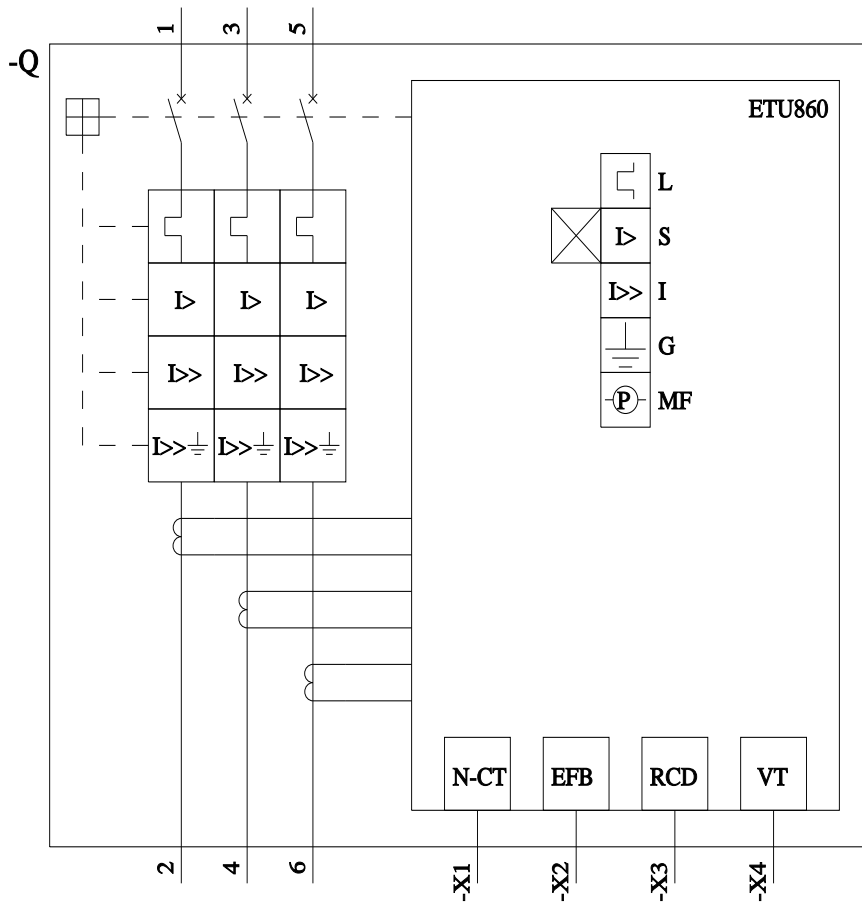 1 3 5
-Q
ETU860
L
I> I> I> I> S
I>> I>> I>> I>> I
G
P MF
I>> I>> I>>
N-CT EFB RCD VT
2 4 6 -X1 -X2 -X3 -X4